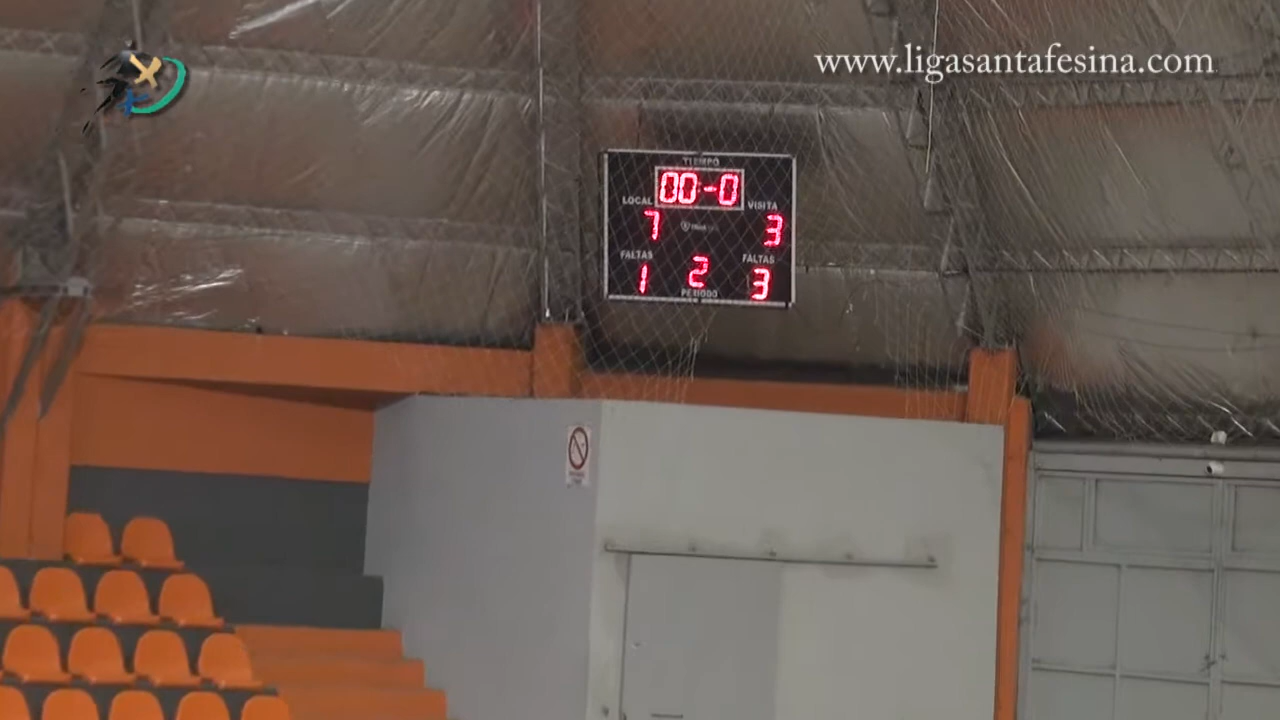 www.ligasantafesina.com
TIEMPO
00-0
LOCAL VISITA
7 3
FALTAS FALTAS
1 2 3
PERIODO